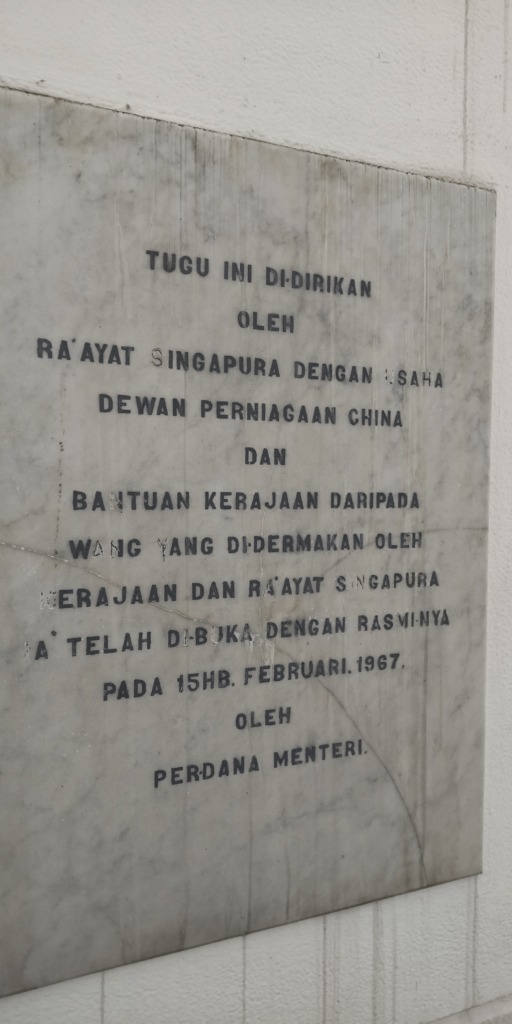 TUGU INI DI-DIRIKAN
OLEH
RA'AYAT SINGAPURA DENGAN USAHA
DEWAN PERNIAGAAN CHINA
DAN
BANTUAN KERAJAAN DARIPADA
WANG YANG DI-DERMAKAN OLEH
KERAJAAN DAN RA'AYAT SINGAPURA
IA' TELAH DI-BUKA DENGAN RASMI-NYA
PADA 15HB. FEBRUARI. 1967.
OLEH
PERDANA MENTERI.